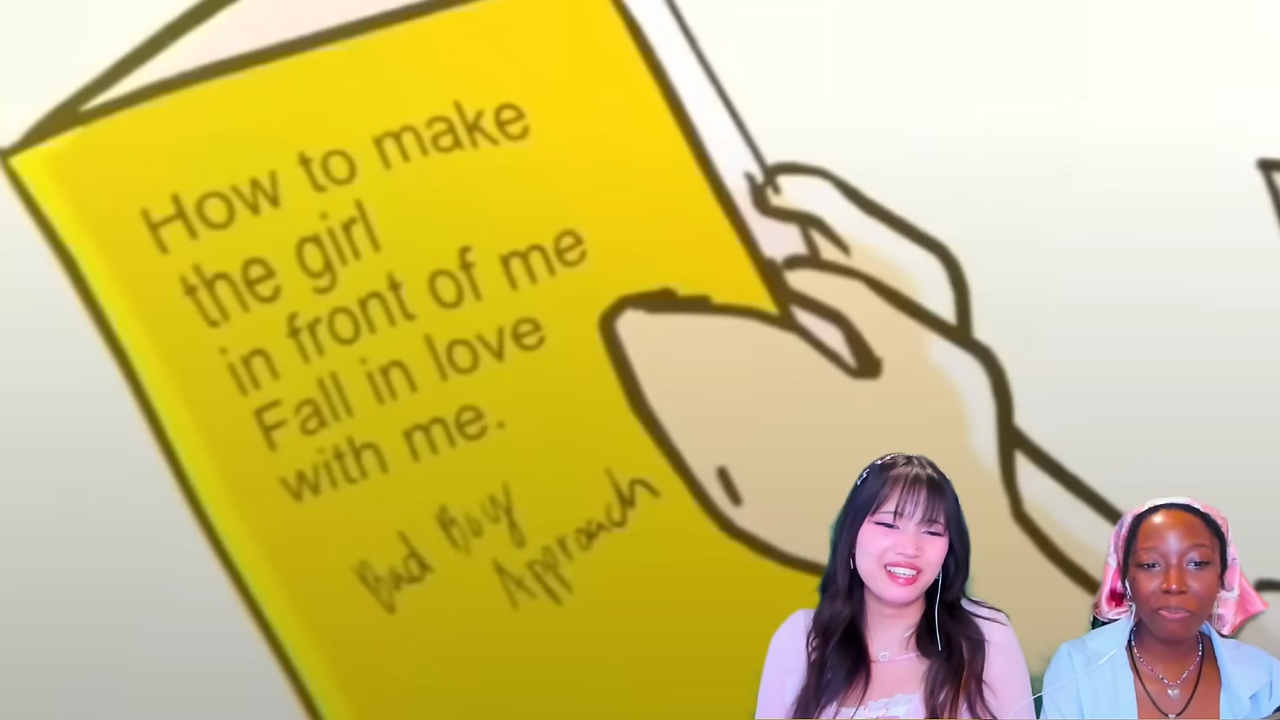 How to make
the girl
in front of me
Fall in love
with me.
Bad Boy
Approach